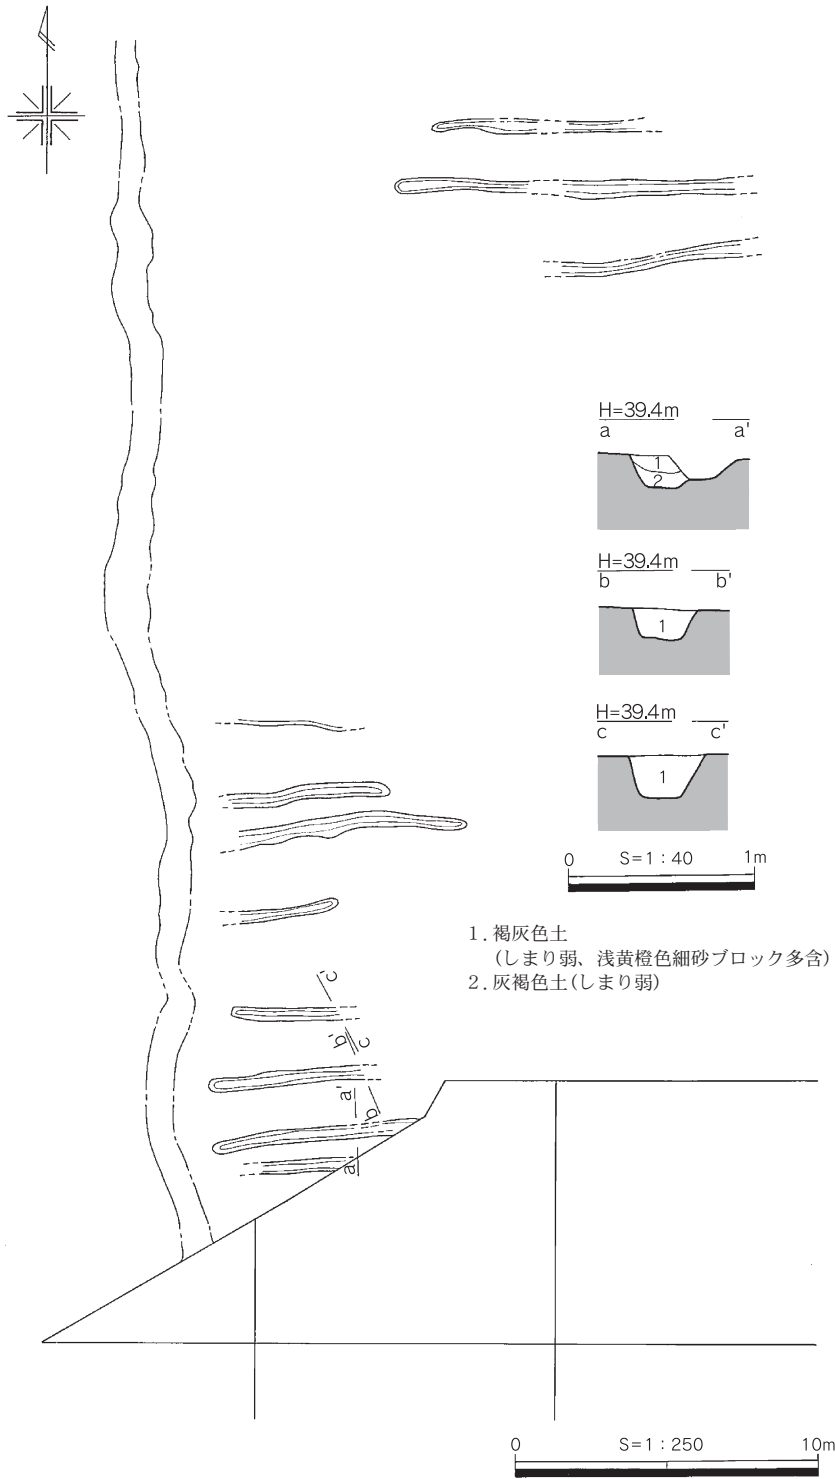 H=39.4m
a a'
1
2
H=39.4m
b b'
1
H=39.4m
c c'
1
0 S=1：40 1m
1. 褐灰色土
(しまり弱、浅黄橙色細砂ブロック多含)
2. 灰褐色土(しまり弱)
c'
b'
c
a'
b
a
0 S=1：250 10m